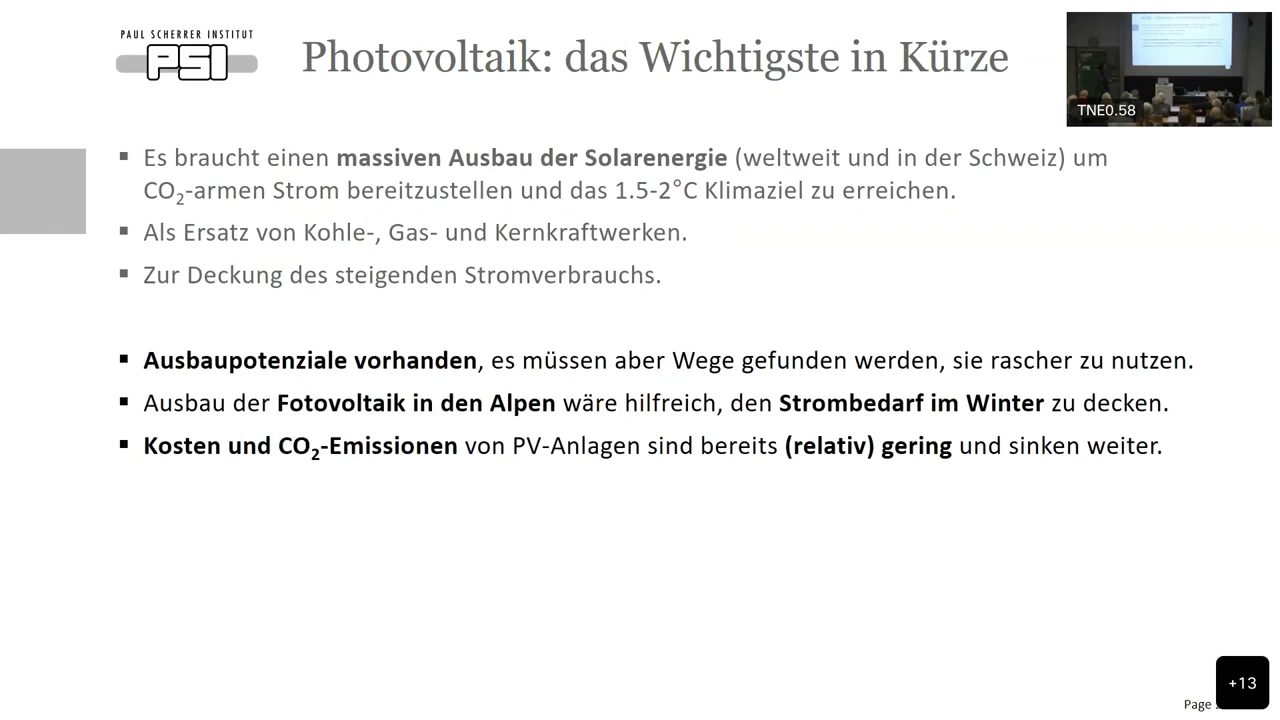 PAUL SCHERRER INSTITUT
PSI
Photovoltaik: das Wichtigste in Kürze
TNE0.58
▪ Es braucht einen massiven Ausbau der Solarenergie (weltweit und in der Schweiz) um
CO₂-armen Strom bereitzustellen und das 1.5-2°C Klimaziel zu erreichen.
▪ Als Ersatz von Kohle-, Gas- und Kernkraftwerken.
▪ Zur Deckung des steigenden Stromverbrauchs.
▪ Ausbaupotenziale vorhanden, es müssen aber Wege gefunden werden, sie rascher zu nutzen.
▪ Ausbau der Fotovoltaik in den Alpen wäre hilfreich, den Strombedarf im Winter zu decken.
▪ Kosten und CO₂-Emissionen von PV-Anlagen sind bereits (relativ) gering und sinken weiter.
+13
Page